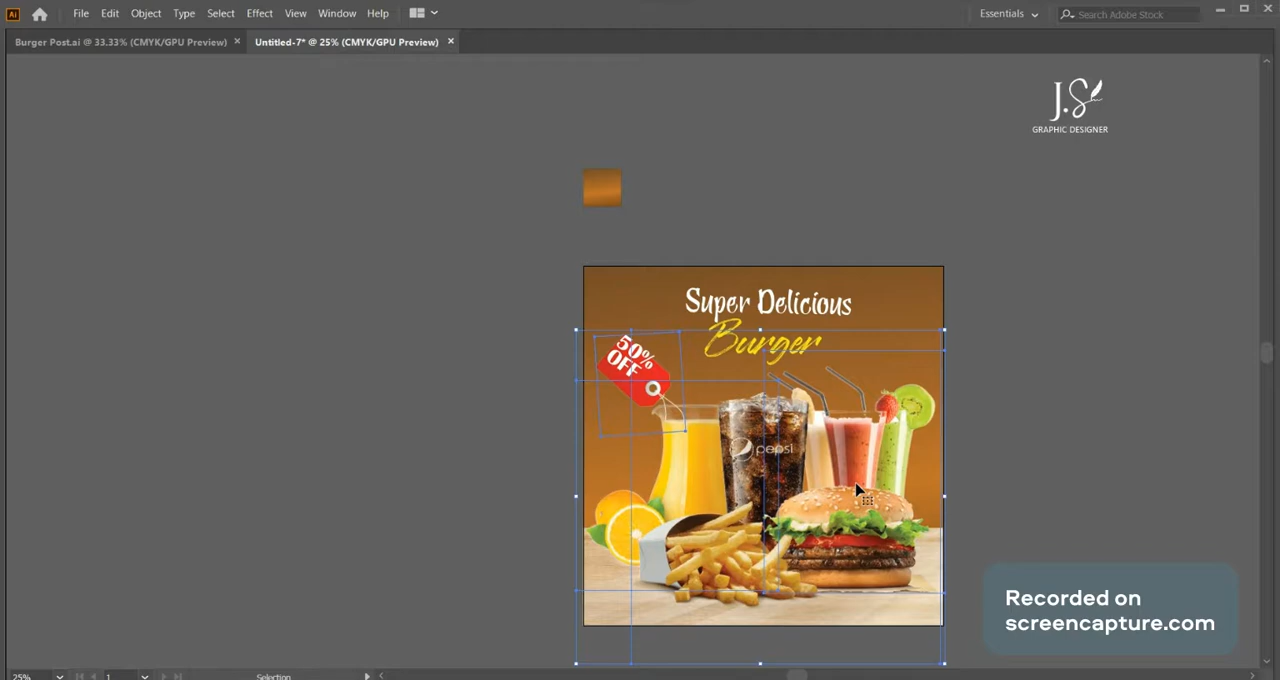 File Edit Object Type Select Effect View Window Help
Essentials
Search Adobe Stock
Burger Post.ai @ 33.33% (CMYK/GPU Preview) ×
Untitled-7* @ 25% (CMYK/GPU Preview) ×
J.S
GRAPHIC DESIGNER
Super Delicious
Burger
50%
OFF
pepsi
Recorded on
screencapture.com
25%
1
Selection